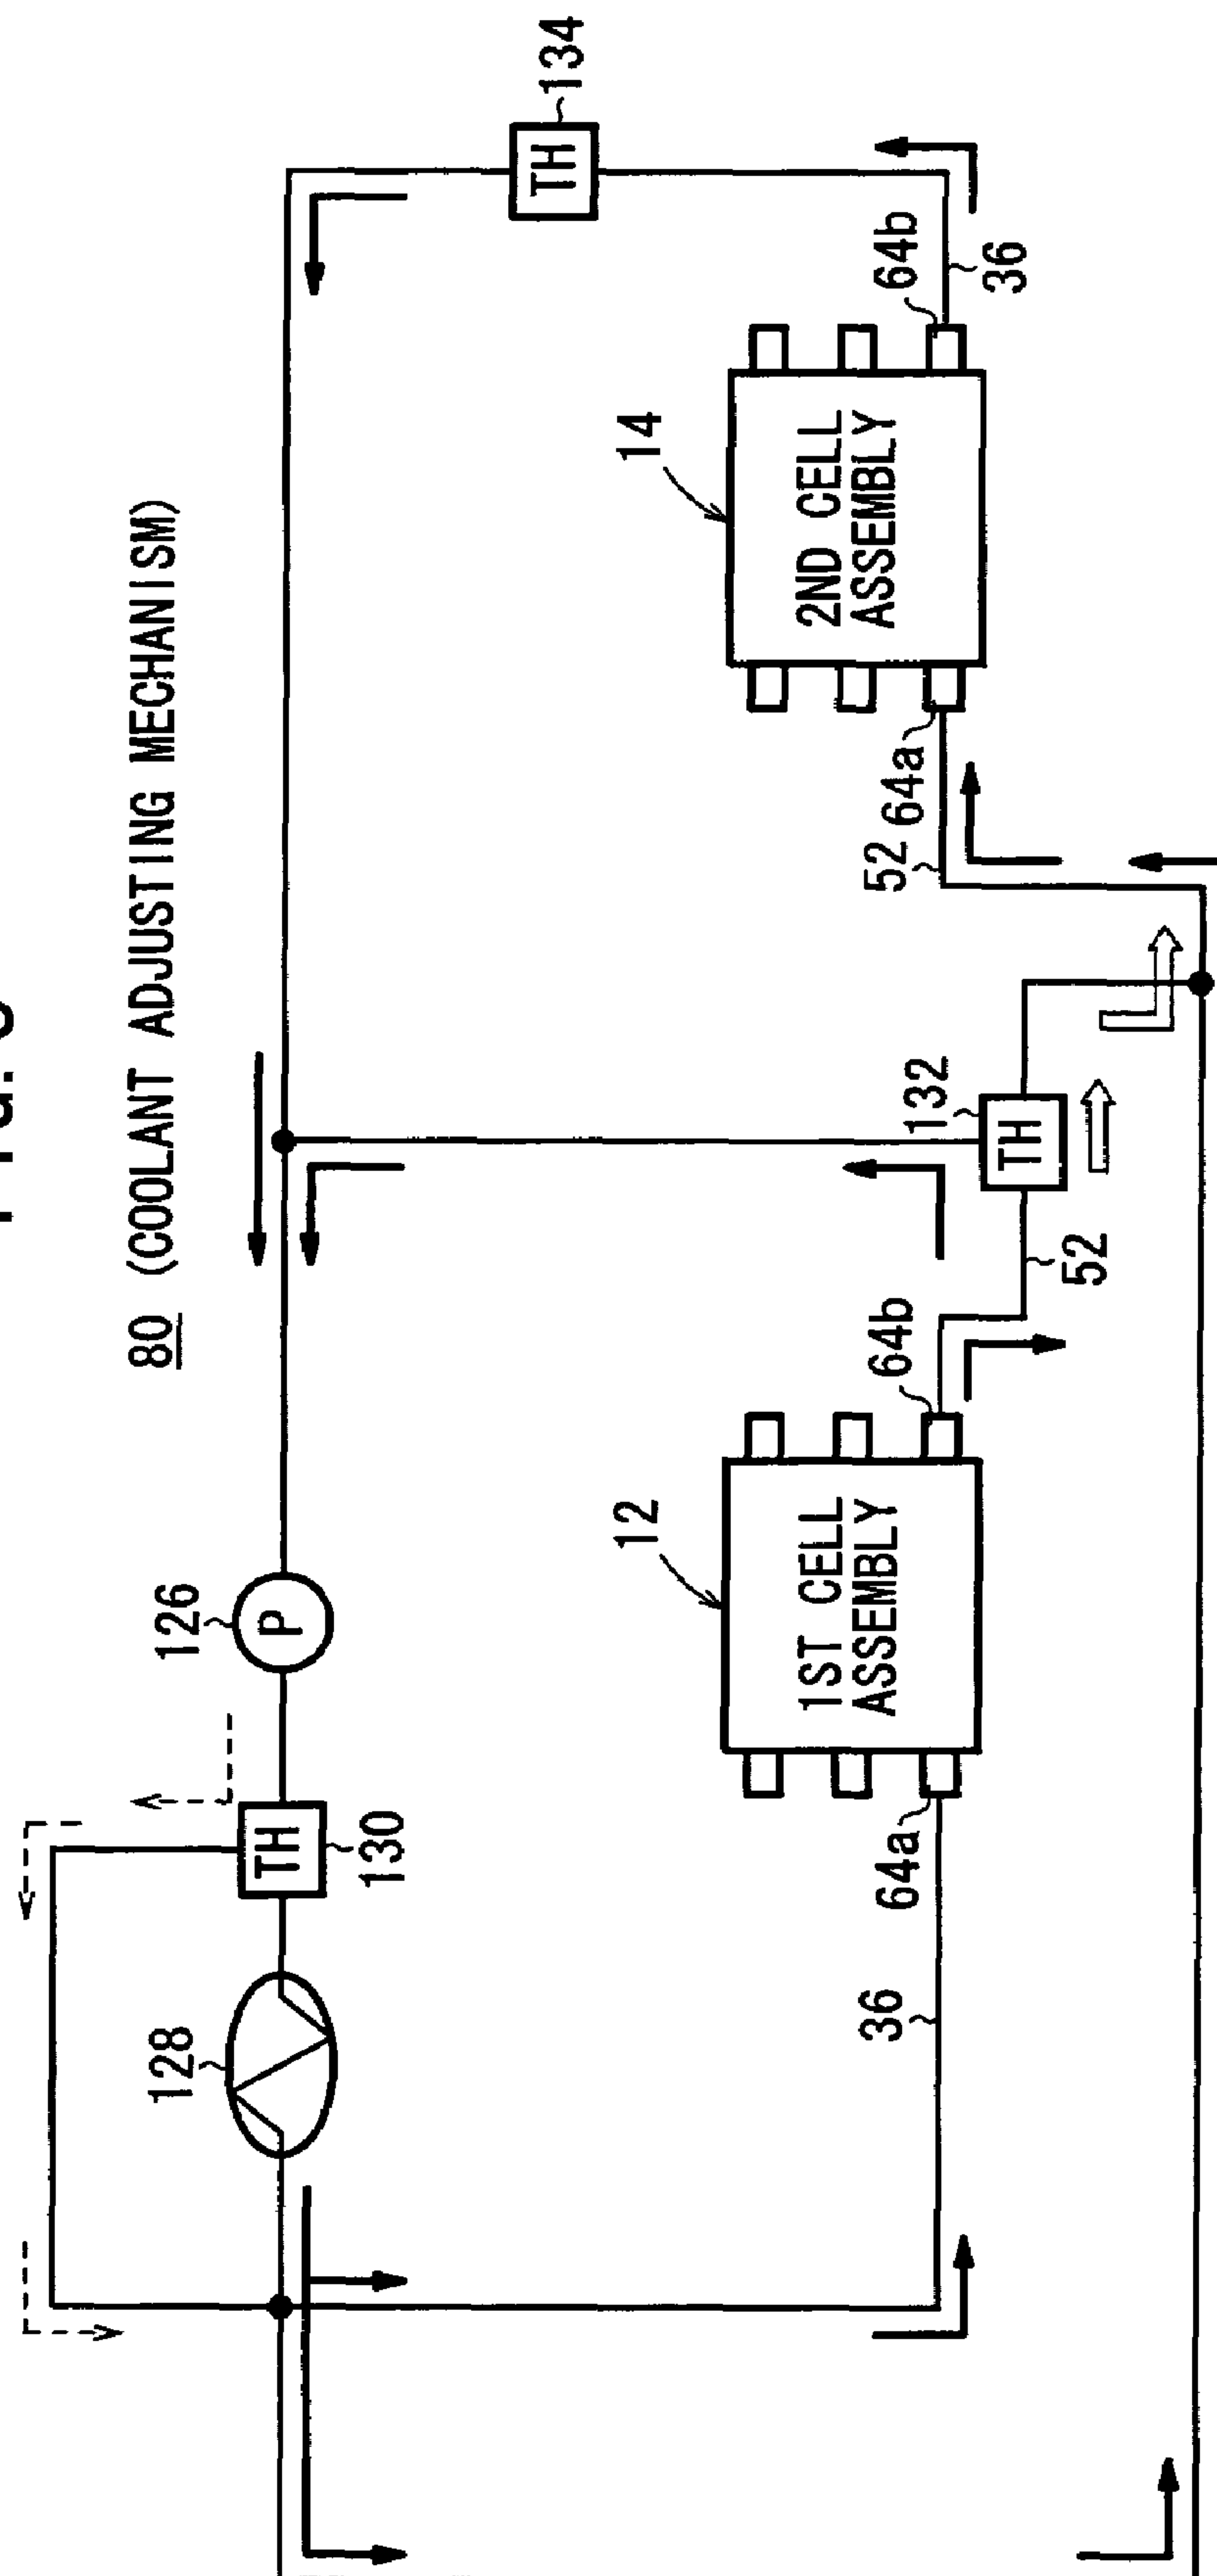 80 (COOLANT ADJUSTING MECHANISM)
128
130
TH
126
P
134
TH
12
1ST CELL
ASSEMBLY
64a
64b
36
52
132
TH
14
2ND CELL
ASSEMBLY
52
64a
64b
36